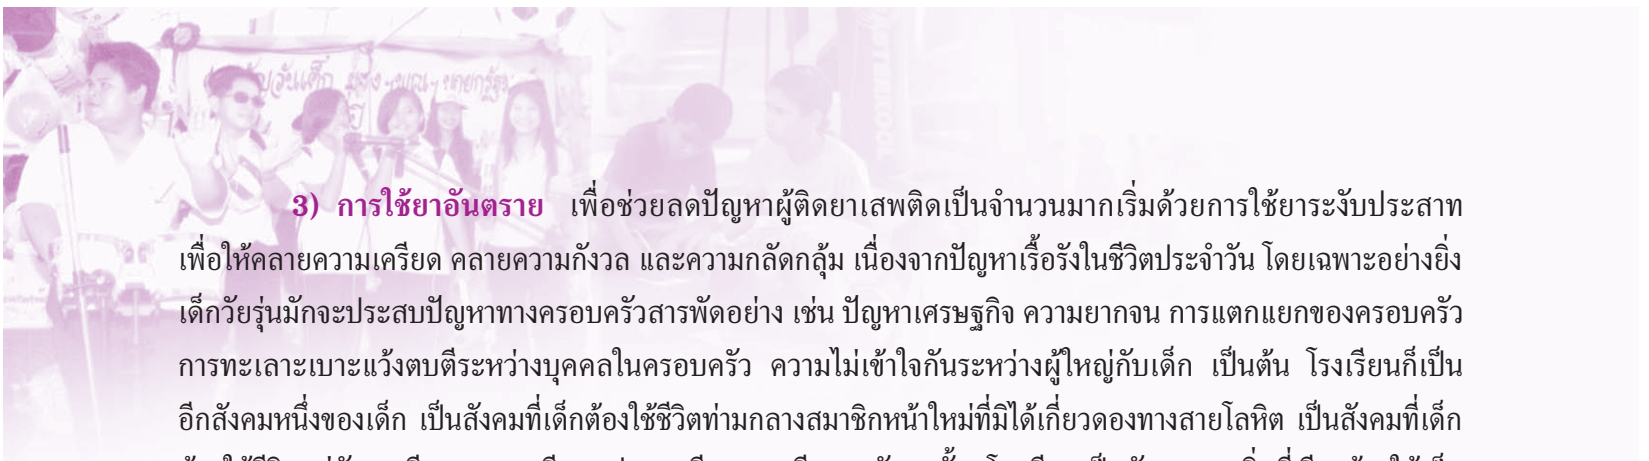 3) การใช้ยาอันตราย เพื่อช่วยลดปัญหาผู้ติดยาเสพติดเป็นจำนวนมากเริ่มด้วยการใช้ยาระงับประสาท
เพื่อให้คลายความเครียด คลายความกังวล และความกลัดกลุ้ม เนื่องจากปัญหาเรื้อรังในชีวิตประจำวัน โดยเฉพาะอย่างยิ่ง
เด็กวัยรุ่นมักจะประสบปัญหาทางครอบครัวสารพัดอย่าง เช่น ปัญหาเศรษฐกิจ ความยากจน การแตกแยกของครอบครัว
การทะเลาะเบาะแว้งตบตีระหว่างบุคคลในครอบครัว ความไม่เข้าใจกันระหว่างผู้ใหญ่กับเด็ก เป็นต้น โรงเรียนก็เป็น
อีกสังคมหนึ่งของเด็ก เป็นสังคมที่เด็กต้องใช้ชีวิตท่ามกลางสมาชิกหน้าใหม่ที่มิได้เกี่ยวดองทางสายโลหิต เป็นสังคมที่เด็ก